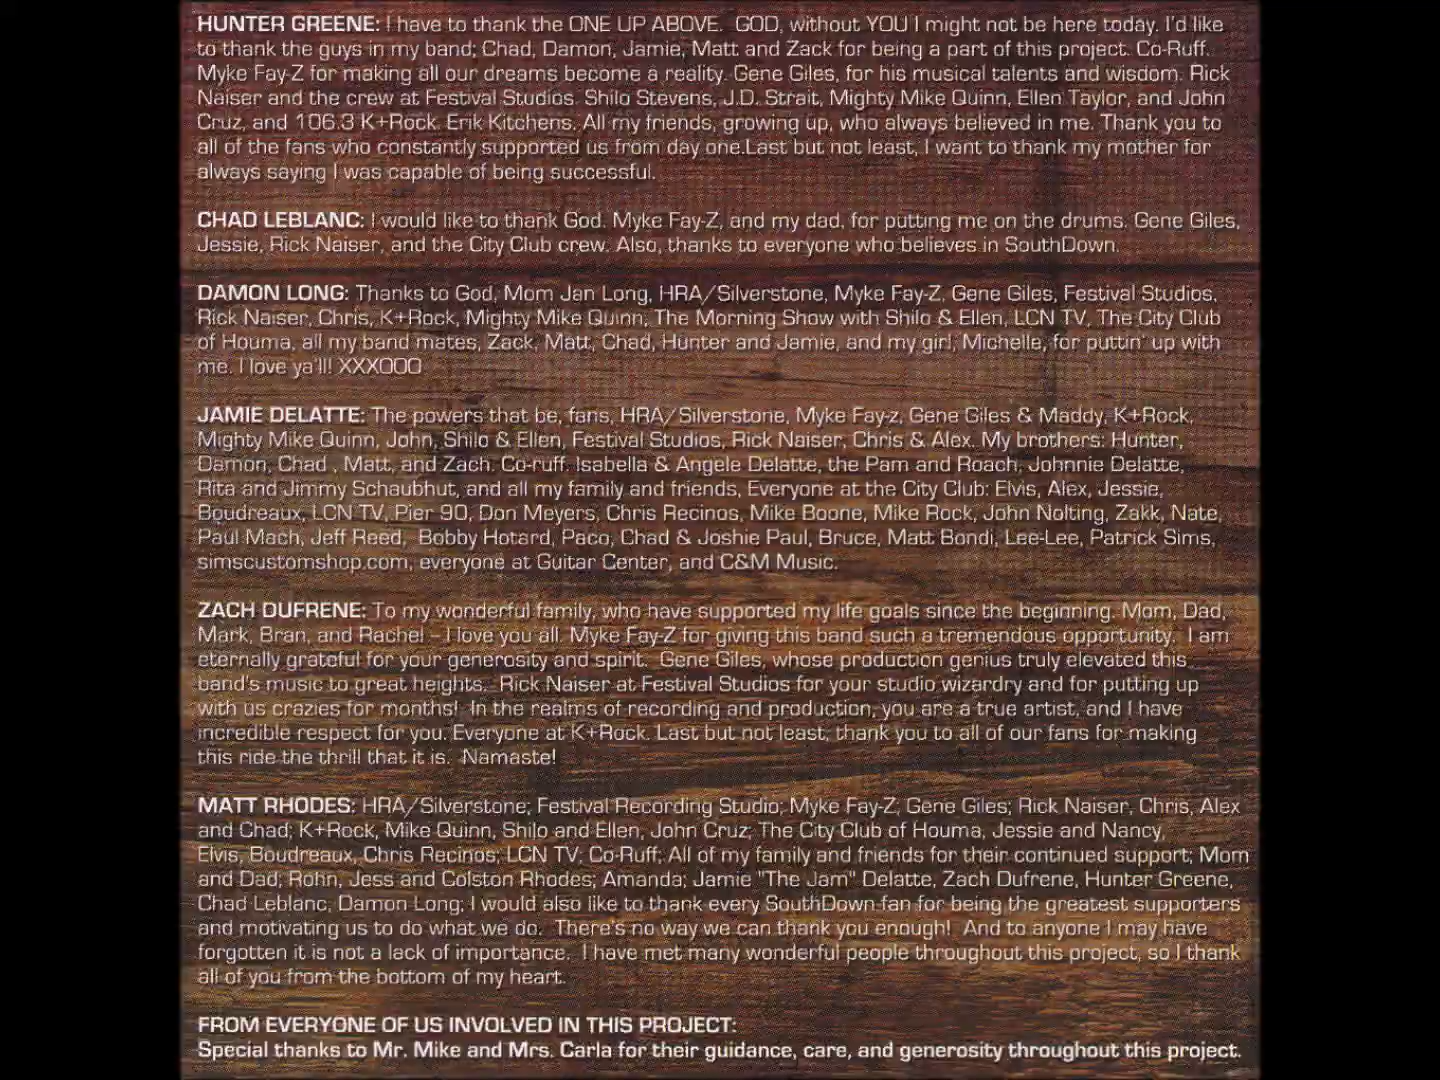 HUNTER GREENE: I have to thank the ONE UP ABOVE.  GOD, without YOU I might not be here today. I'd like
to thank the guys in my band; Chad, Damon, Jamie, Matt and Zack for being a part of this project. Co-Ruff.
Myke Fay-Z for making all our dreams become a reality. Gene Giles, for his musical talents and wisdom. Rick
Naiser and the crew at Festival Studios. Shilo Stevens, J.D. Strait, Mighty Mike Quinn, Ellen Taylor, and John
Cruz, and 106.3 K+Rock. Erik Kitchens. All my friends, growing up, who always believed in me. Thank you to
all of the fans who constantly supported us from day one.Last but not least, I want to thank my mother for
always saying I was capable of being successful.
CHAD LEBLANC: I would like to thank God. Myke Fay-Z, and my dad, for putting me on the drums. Gene Giles,
Jessie, Rick Naiser, and the City Club crew. Also, thanks to everyone who believes in SouthDown.
DAMON LONG: Thanks to God, Mom Jan Long, HRA/Silverstone, Myke Fay-Z, Gene Giles, Festival Studios,
Rick Naiser, Chris, K+Rock, Mighty Mike Quinn, The Morning Show with Shilo & Ellen, LCN TV, The City Club
of Houma, all my band mates, Zack, Matt, Chad, Hunter and Jamie, and my girl, Michelle, for puttin' up with
me. I love ya'll! XXXOOO
JAMIE DELATTE: The powers that be, fans, HRA/Silverstone, Myke Fay-z, Gene Giles & Maddy, K+Rock,
Mighty Mike Quinn, John, Shilo & Ellen, Festival Studios, Rick Naiser, Chris & Alex. My brothers: Hunter,
Damon, Chad , Matt, and Zach. Co-ruff. Isabella & Angele Delatte, the Pam and Roach, Johnnie Delatte,
Rita and Jimmy Schaubhut, and all my family and friends, Everyone at the City Club: Elvis, Alex, Jessie,
Boudreaux, LCN TV, Pier 90, Don Meyers, Chris Recinos, Mike Boone, Mike Rock, John Nolting, Zakk, Nate,
Paul Mach, Jeff Reed,  Bobby Hotard, Paco, Chad & Joshie Paul, Bruce, Matt Bondi, Lee-Lee, Patrick Sims,
simscustomshop.com, everyone at Guitar Center, and C&M Music.
ZACH DUFRENE: To my wonderful family, who have supported my life goals since the beginning. Mom, Dad,
Mark, Bran, and Rachel - I love you all. Myke Fay-Z for giving this band such a tremendous opportunity.  I am
eternally grateful for your generosity and spirit.  Gene Giles, whose production genius truly elevated this
band's music to great heights.  Rick Naiser at Festival Studios for your studio wizardry and for putting up
with us crazies for months!  In the realms of recording and production, you are a true artist, and I have
incredible respect for you. Everyone at K+Rock. Last but not least, thank you to all of our fans for making
this ride the thrill that it is.  Namaste!
MATT RHODES: HRA/Silverstone; Festival Recording Studio; Myke Fay-Z; Gene Giles; Rick Naiser, Chris, Alex
and Chad; K+Rock, Mike Quinn, Shilo and Ellen, John Cruz; The City Club of Houma, Jessie and Nancy,
Elvis, Boudreaux, Chris Recinos; LCN TV; Co-Ruff; All of my family and friends for their continued support; Mom
and Dad; Rohn, Jess and Colston Rhodes; Amanda; Jamie "The Jam" Delatte, Zach Dufrene, Hunter Greene,
Chad Leblanc, Damon Long; I would also like to thank every SouthDown fan for being the greatest supporters
and motivating us to do what we do.  There's no way we can thank you enough!  And to anyone I may have
forgotten it is not a lack of importance.  I have met many wonderful people throughout this project, so I thank
all of you from the bottom of my heart.
FROM EVERYONE OF US INVOLVED IN THIS PROJECT:
Special thanks to Mr. Mike and Mrs. Carla for their guidance, care, and generosity throughout this project.